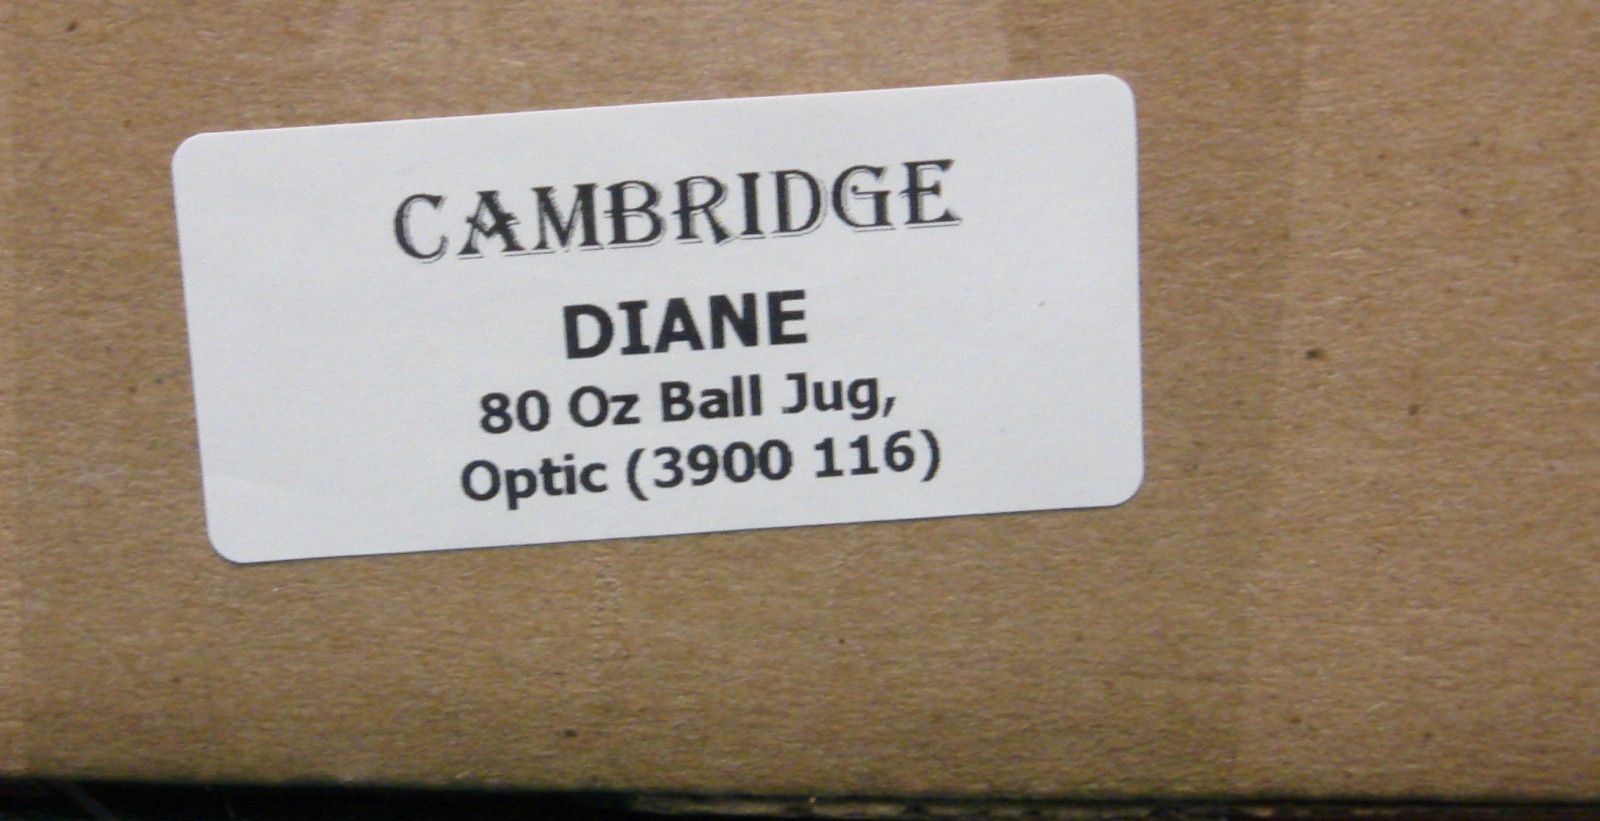 CAMBRIDGE
DIANE
80 Oz Ball Jug,
Optic (3900 116)